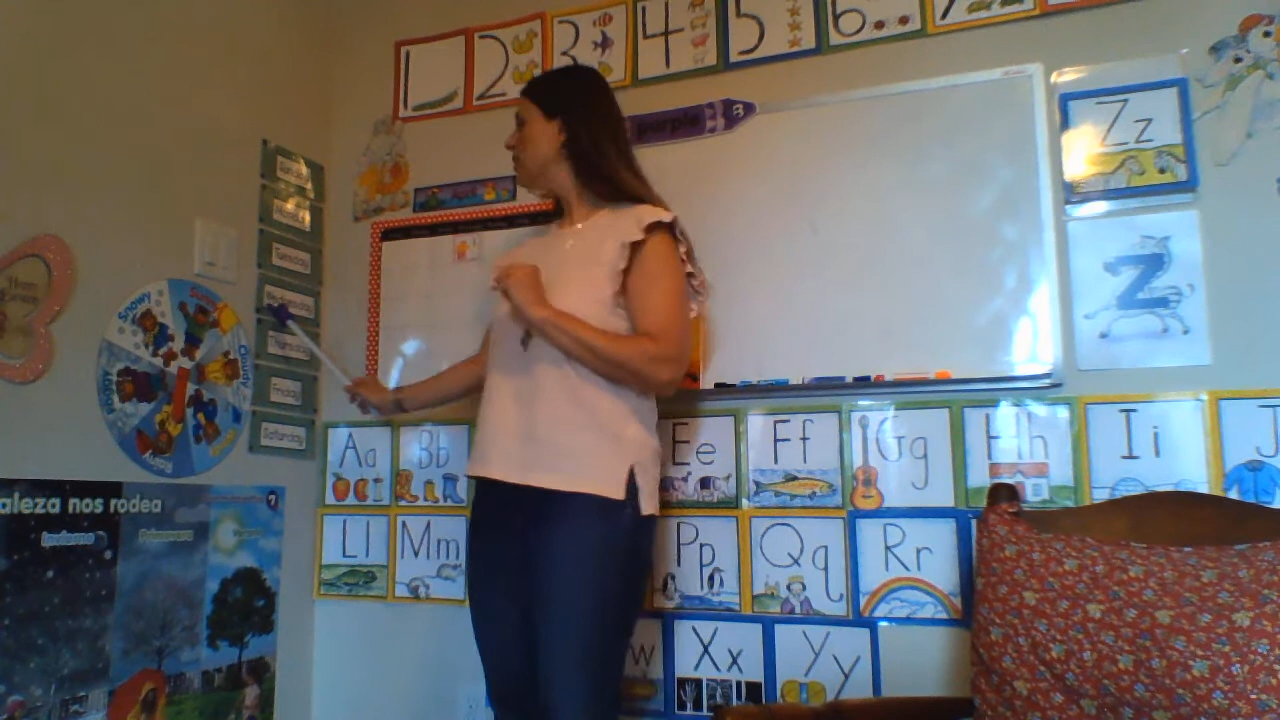 1 2 3 4 5 6
purple
Zz
Z
Sunday
Monday
Tuesday
Wednesday
Thursday
Friday
Saturday
Snowy
Sunny
Cloudy
Rainy
Foggy
Aa Bb Ee Ff Gg Hh Ii J
Ll Mm Pp Qq Rr
w Xx Yy
aleza nos rodea
Invierno Primavera